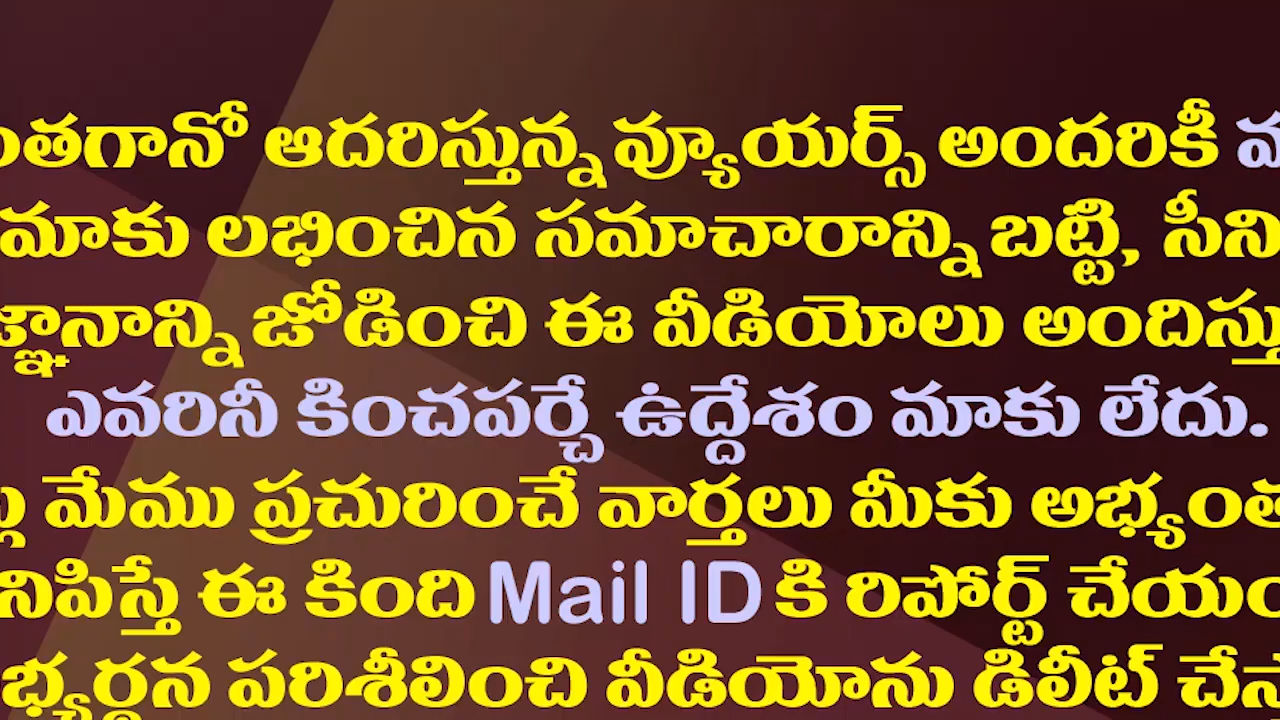 ంతగానో ఆదరిస్తున్న వ్యూయర్స్ అందరికీ
మాకు లభించిన సమాచారాన్ని బట్టి, సీని
జ్ఞానాన్ని జోడించి ఈ వీడియోలు అందిస్తు
ఎవరినీ కించపర్చే ఉద్దేశం మాకు లేదు.
మేము ప్రచురించే వార్తలు మీకు అభ్యంత
నిపిస్తే ఈ కింది Mail ID కి రిపోర్ట్ చేయం
భ్యర్థన పరిశీలించి వీడియోను డిలీట్ చేస